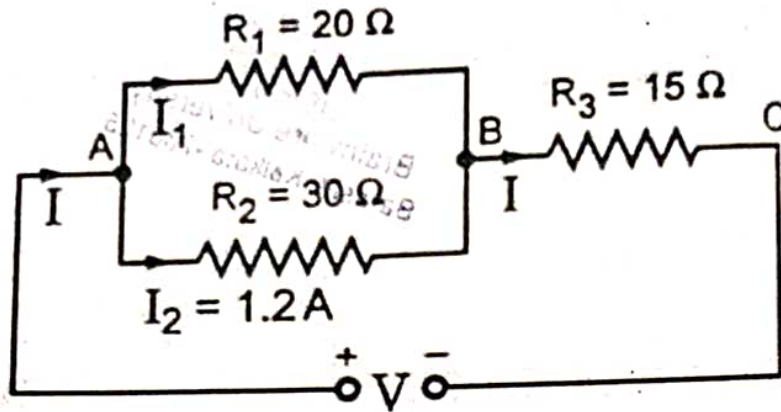 R₁ = 20 Ω
I₁
A
B
R₃ = 15 Ω
C
I
R₂ = 30 Ω
I
I₂ = 1.2 A
+ −
V